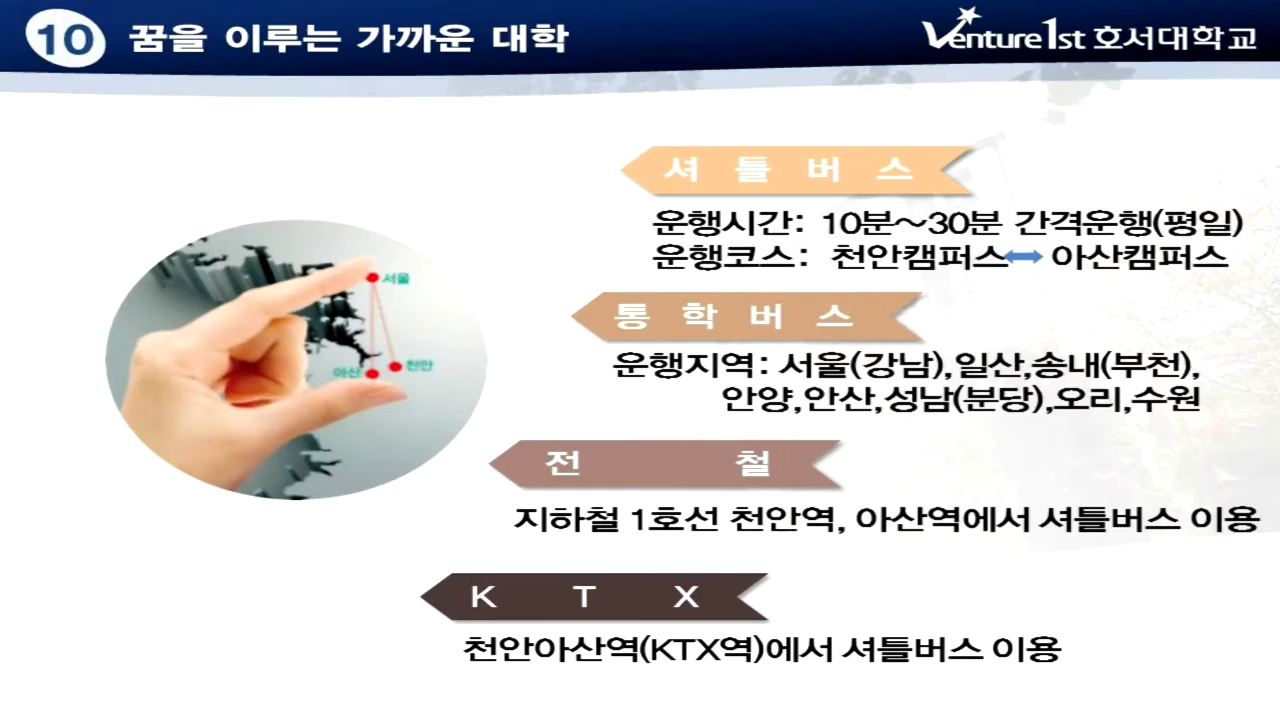 10 꿈을 이루는 가까운 대학
Venture1st 호서대학교
셔틀버스
운행시간: 10분~30분 간격운행(평일)
운행코스: 천안캠퍼스↔아산캠퍼스
통학버스
운행지역: 서울(강남),일산,송내(부천),
안양,안산,성남(분당),오리,수원
전철
지하철 1호선 천안역, 아산역에서 셔틀버스 이용
KTX
천안아산역(KTX역)에서 셔틀버스 이용
서울
천안
아산